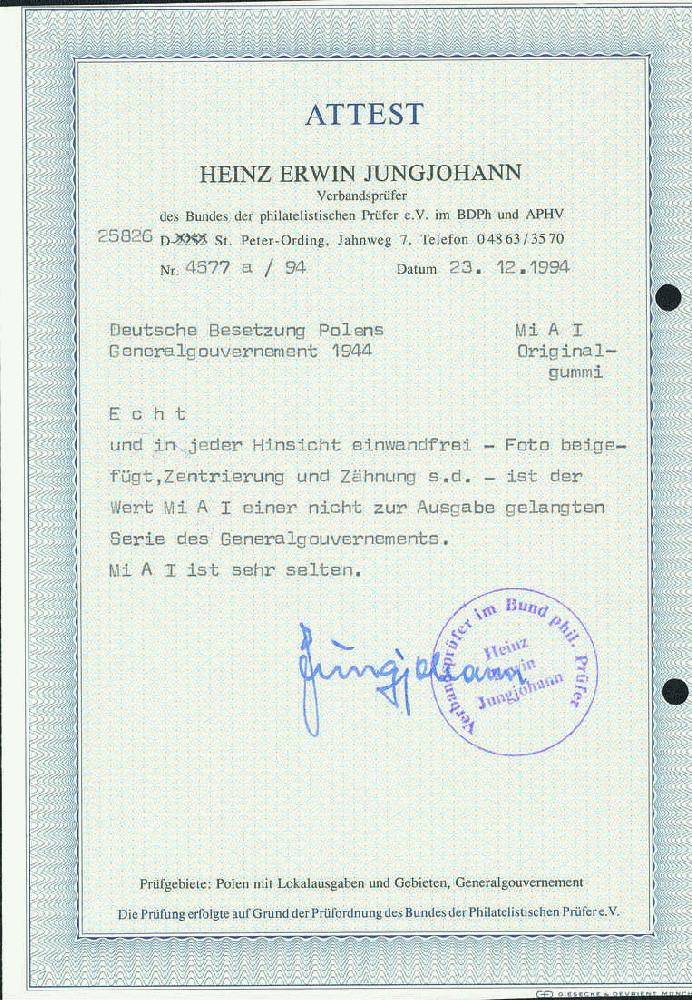 ATTEST
HEINZ ERWIN JUNGJOHANN
Verbandsprüfer
des Bundes der philatelistischen Prüfer e.V. im BDPh und APHV
25826 D- St. Peter-Ording, Jahnweg 7, Telefon 04863/3570
Nr. 4577 a / 94 Datum 23. 12.1994
Deutsche Besetzung Polens Mi A I
Generalgouvernement 1944 Original-
gummi
E c h t
und in jeder Hinsicht einwandfrei - Foto beige-
fügt, Zentrierung und Zähnung s.d. - ist der
Wert Mi A I einer nicht zur Ausgabe gelangten
Serie des Generalgouvernements.
Mi A I ist sehr selten.
Jungjohann
Verbandsprüfer im Bund phil. Prüfer
Heinz
Jungjohann
Prüfgebiete: Polen mit Lokalausgaben und Gebieten, Generalgouvernement
Die Prüfung erfolgte auf Grund der Prüfordnung des Bundes der Philatelistischen Prüfer e.V.
GIESECKE & DEVRIENT